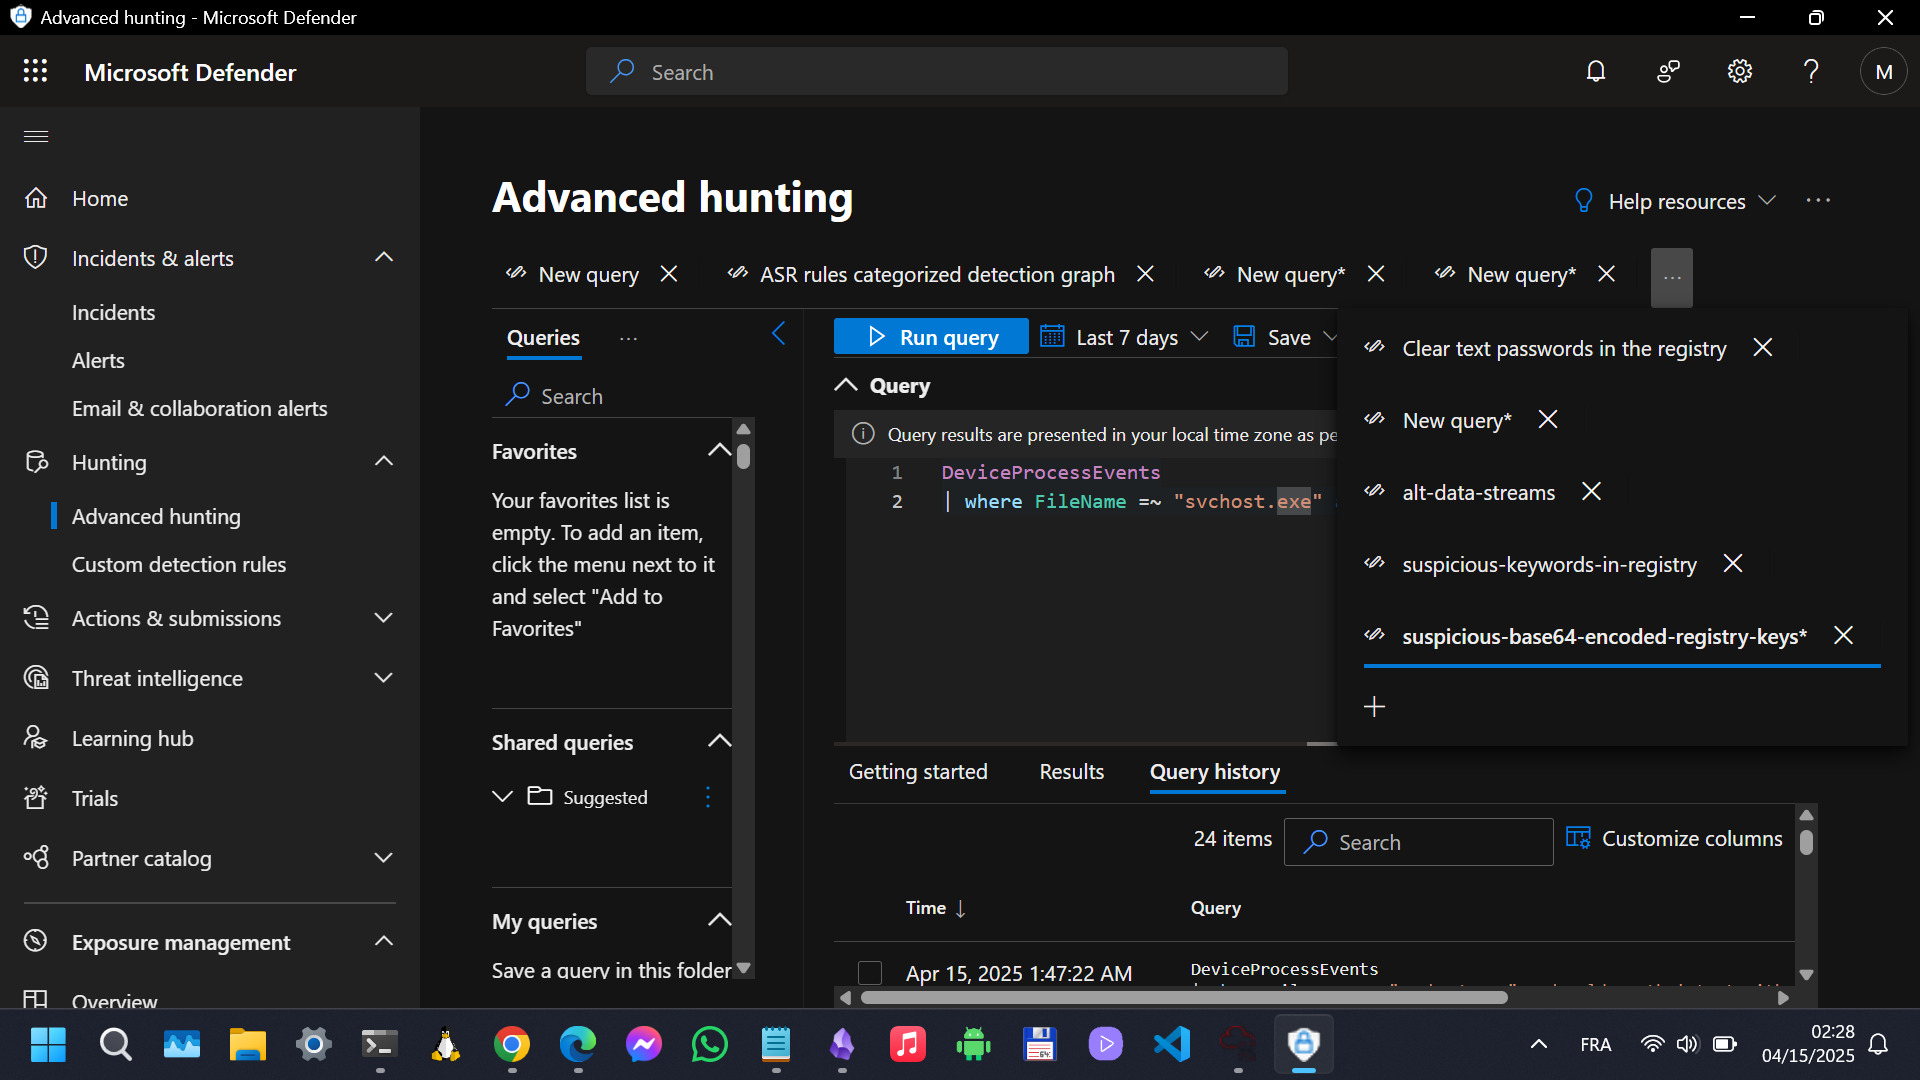 Advanced hunting - Microsoft Defender
Microsoft Defender
Search
M
Home
Incidents & alerts
Incidents
Alerts
Email & collaboration alerts
Hunting
Advanced hunting
Custom detection rules
Actions & submissions
Threat intelligence
Learning hub
Trials
Partner catalog
Exposure management
Overview
Advanced hunting
Help resources
New query
ASR rules categorized detection graph
New query*
New query*
Queries
Search
Favorites
Your favorites list is
empty. To add an item,
click the menu next to it
and select "Add to
Favorites"
Shared queries
Suggested
My queries
Save a query in this folder
Run query
Last 7 days
Save
Query
Query results are presented in your local time zone as pe
1 DeviceProcessEvents
2 | where FileName =~ "svchost.exe"
Clear text passwords in the registry
New query*
alt-data-streams
suspicious-keywords-in-registry
suspicious-base64-encoded-registry-keys*
Getting started
Results
Query history
24 items
Search
Customize columns
Time
Query
Apr 15, 2025 1:47:22 AM
DeviceProcessEvents
64
FRA
02:28
04/15/2025